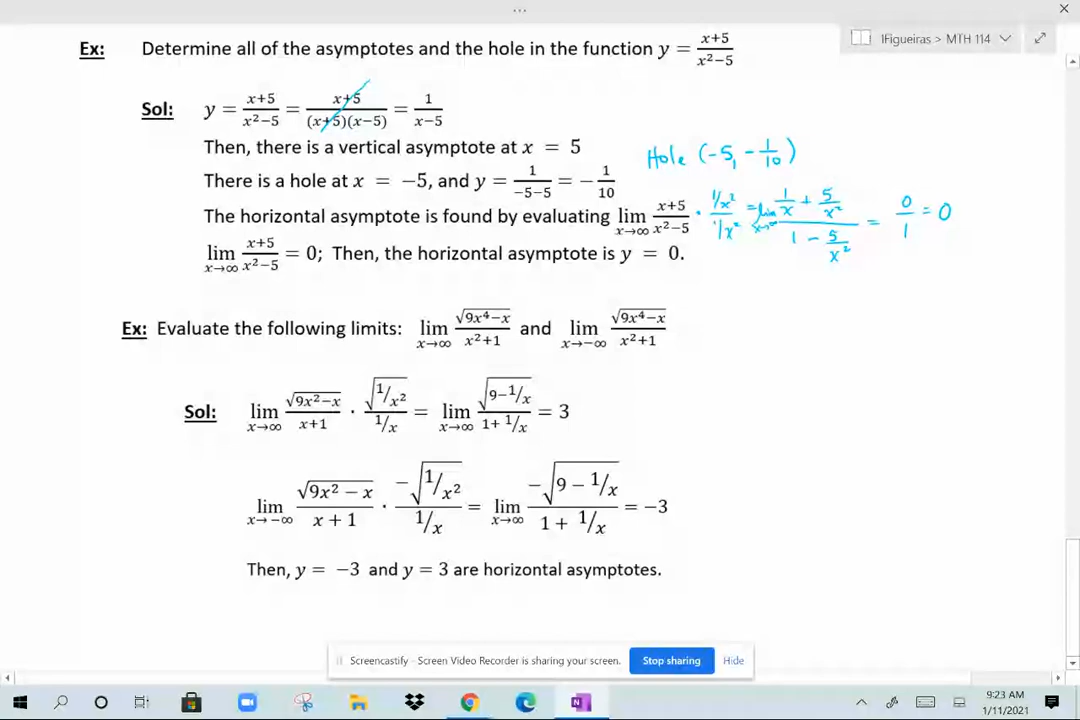 1Figueiras > MTH 114
Ex: Determine all of the asymptotes and the hole in the function y = x+5/x²−5
Sol: y = x+5/x²−5 = x+5/(x+5)(x−5) = 1/x−5
Then, there is a vertical asymptote at x = 5
Hole (-5, -1/10)
There is a hole at x = −5, and y = 1/−5−5 = −1/10
The horizontal asymptote is found by evaluating lim x→∞ x+5/x²−5 · 1/x²/1/x² = lim x→∞ 1/x + 5/x² / 1 − 5/x² = 0/1 = 0
lim x→∞ x+5/x²−5 = 0; Then, the horizontal asymptote is y = 0.
Ex: Evaluate the following limits: lim x→∞ √9x⁴−x/x²+1 and lim x→−∞ √9x⁴−x/x²+1
Sol: lim x→∞ √9x²−x/x+1 · √1/x²/1/x = lim x→∞ √9−1/x/1+ 1/x = 3
lim x→−∞ √9x² − x/x + 1 · −√1/x²/1/x = lim x→∞ −√9 − 1/x/1 + 1/x = −3
Then, y = −3 and y = 3 are horizontal asymptotes.
Screencastify - Screen Video Recorder is sharing your screen. Stop sharing Hide
9:23 AM
1/11/2021